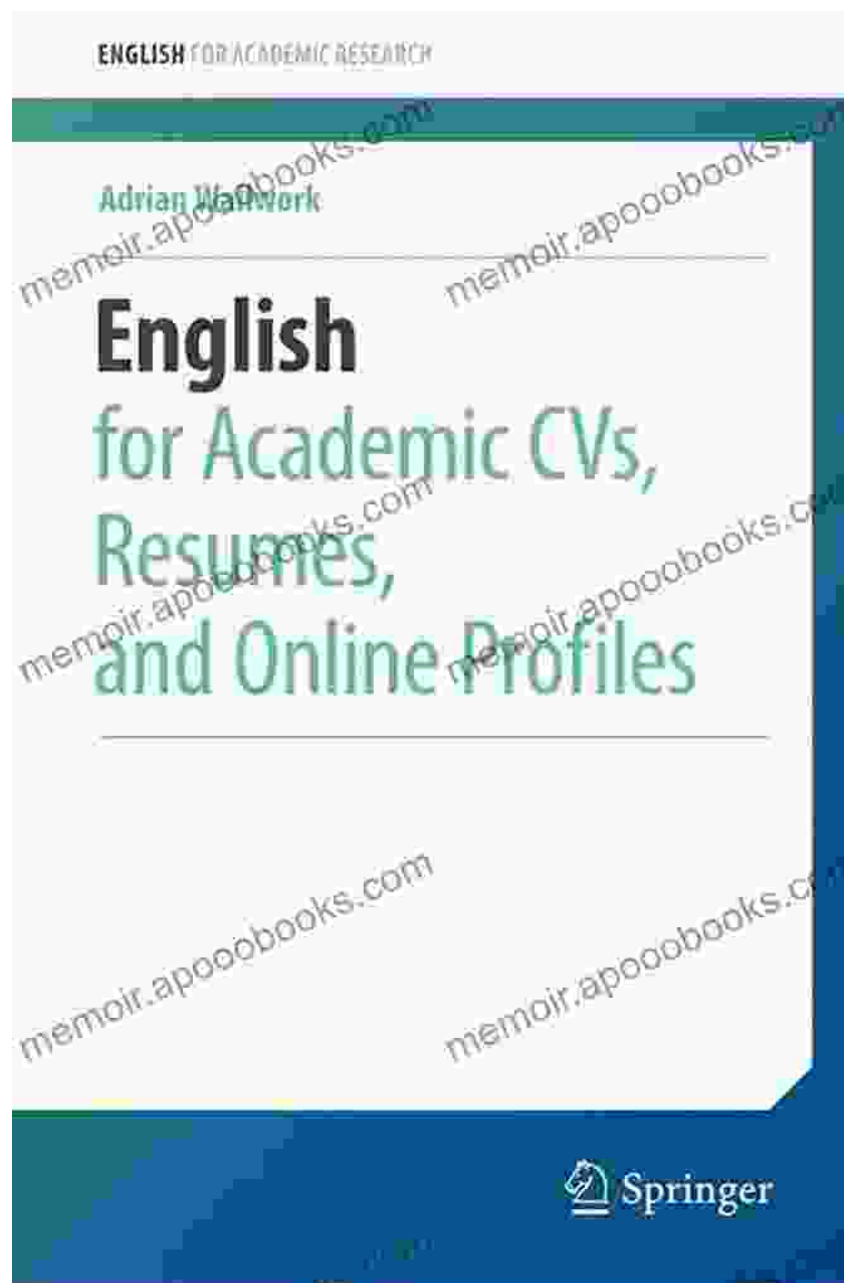 ENGLISH FOR ACADEMIC RESEARCH
Adrian Wallwork
memoir.apooobooks.com
memoir.apooobooks.com
English
for Academic CVs,
Resumes,
and Online Profiles
memoir.apooobooks.com
memoir.apooobooks.com
memoir.apooobooks.com
memoir.apooobooks.com
Springer